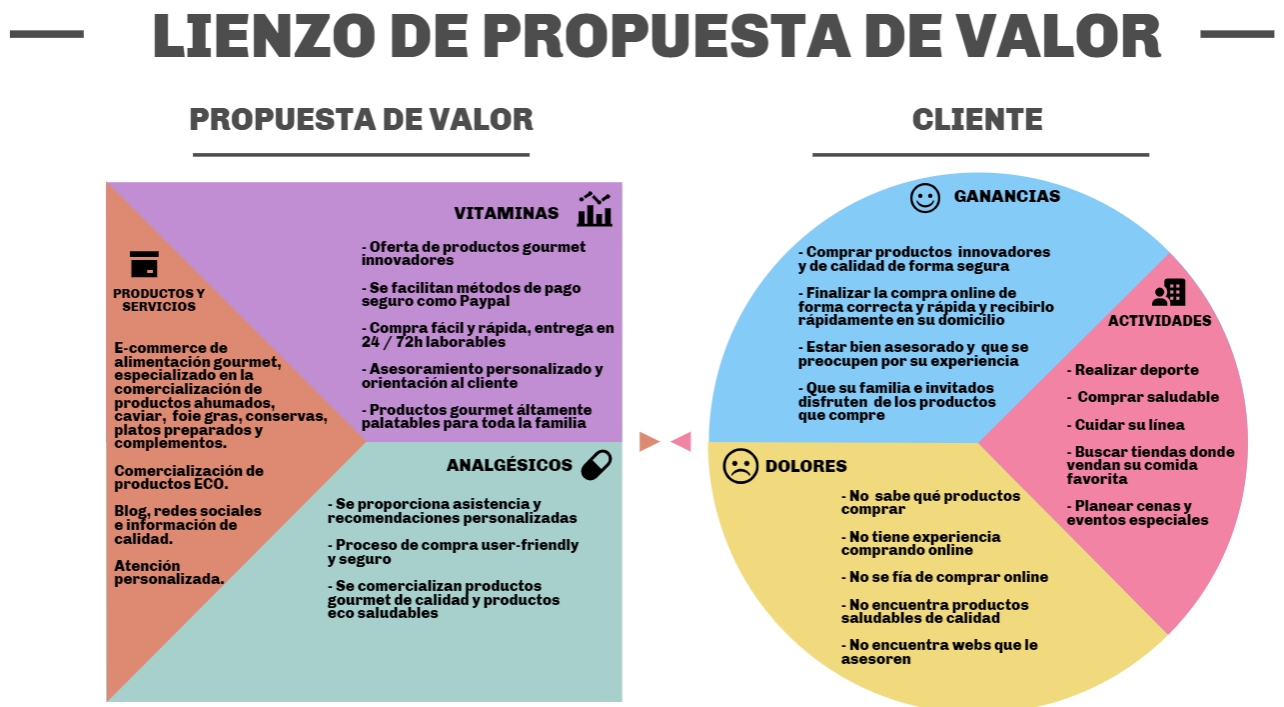 LIENZO DE PROPUESTA DE VALOR
PROPUESTA DE VALOR
VITAMINAS
- Oferta de productos gourmet
innovadores
- Se facilitan métodos de pago
seguro como Paypal
- Compra fácil y rápida, entrega en
24 / 72h laborables
- Asesoramiento personalizado y
orientación al cliente
- Productos gourmet áltamente
palatables para toda la familia
PRODUCTOS Y
SERVICIOS
E-commerce de
alimentación gourmet,
especializado en la
comercialización de
productos ahumados,
caviar, foie gras, conservas,
platos preparados y
complementos.
Comercialización de
productos ECO.
Blog, redes sociales
e información de
calidad.
Atención
personalizada.
ANALGÉSICOS
- Se proporciona asistencia y
recomendaciones personalizadas
- Proceso de compra user-friendly
y seguro
- Se comercializan productos
gourmet de calidad y productos
eco saludables
CLIENTE
GANANCIAS
- Comprar productos innovadores
y de calidad de forma segura
- Finalizar la compra online de
forma correcta y rápida y recibirlo
rápidamente en su domicilio
- Estar bien asesorado y que se
preocupen por su experiencia
- Que su familia e invitados
disfruten de los productos
que compre
ACTIVIDADES
- Realizar deporte
- Comprar saludable
- Cuidar su línea
- Buscar tiendas donde
vendan su comida
favorita
- Planear cenas y
eventos especiales
DOLORES
- No sabe qué productos
comprar
- No tiene experiencia
comprando online
- No se fía de comprar online
- No encuentra productos
saludables de calidad
- No encuentra webs que le
asesoren